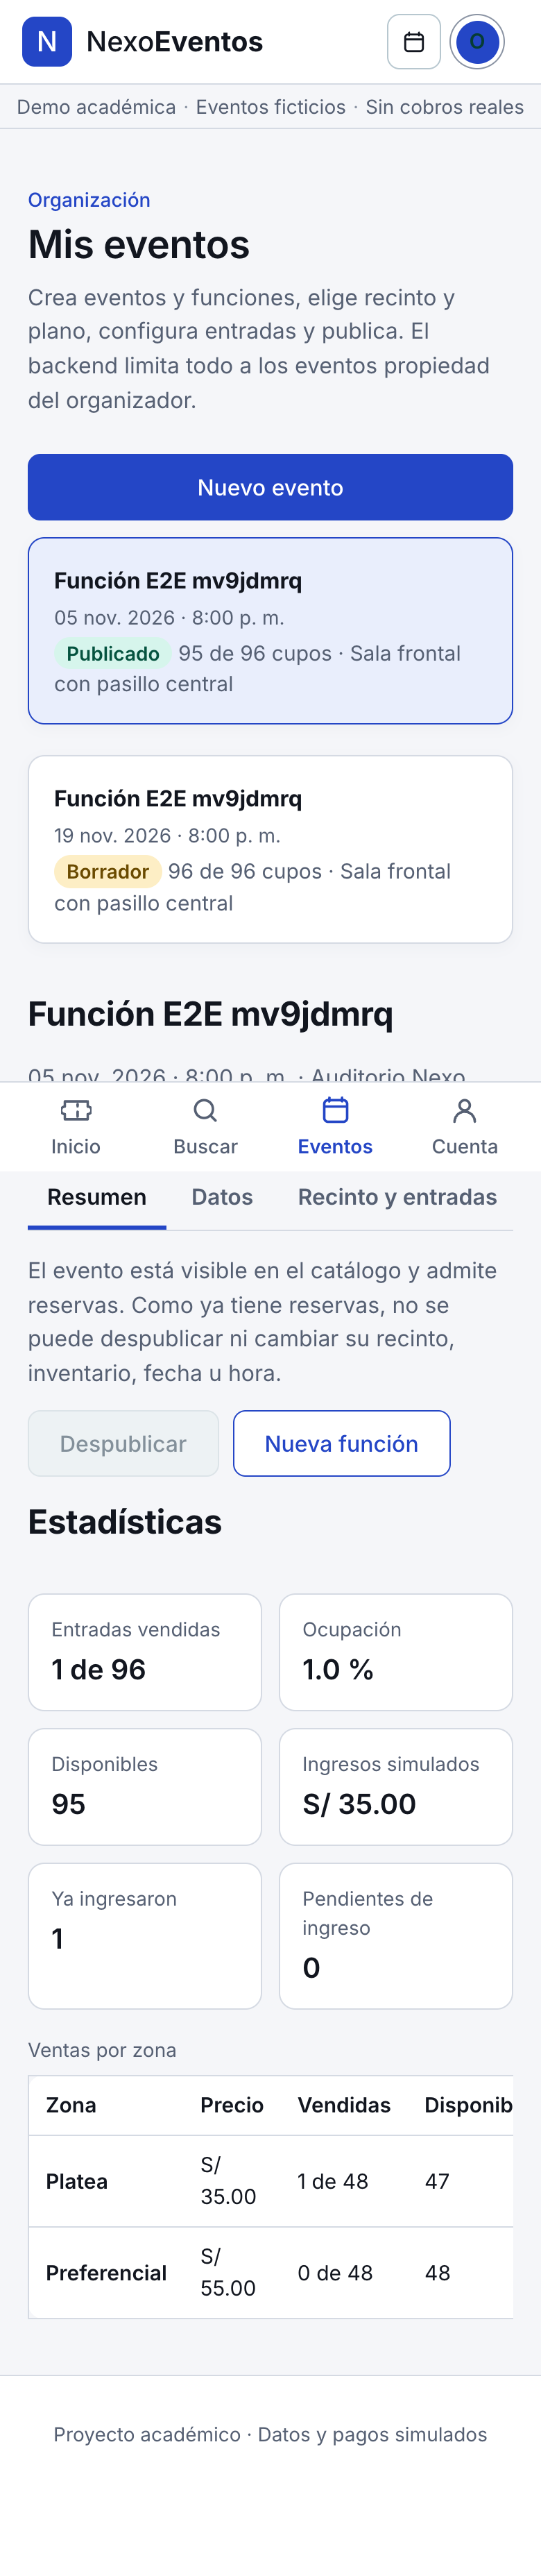 N NexoEventos O
Demo académica · Eventos ficticios · Sin cobros reales
Organización
Mis eventos
Crea eventos y funciones, elige recinto y
plano, configura entradas y publica. El
backend limita todo a los eventos propiedad
del organizador.
Nuevo evento
Función E2E mv9jdmrq
05 nov. 2026 · 8:00 p. m.
Publicado 95 de 96 cupos · Sala frontal
con pasillo central
Función E2E mv9jdmrq
19 nov. 2026 · 8:00 p. m.
Borrador 96 de 96 cupos · Sala frontal
con pasillo central
Función E2E mv9jdmrq
05 nov. 2026 · 8:00 p. m. · Auditorio Nexo
Inicio Buscar Eventos Cuenta
Resumen Datos Recinto y entradas
El evento está visible en el catálogo y admite
reservas. Como ya tiene reservas, no se
puede despublicar ni cambiar su recinto,
inventario, fecha u hora.
Despublicar Nueva función
Estadísticas
Entradas vendidas
1 de 96
Ocupación
1.0 %
Disponibles
95
Ingresos simulados
S/ 35.00
Ya ingresaron
1
Pendientes de
ingreso
0
Ventas por zona
Zona Precio Vendidas Disponib
Platea S/ 35.00 1 de 48 47
Preferencial S/ 55.00 0 de 48 48
Proyecto académico · Datos y pagos simulados